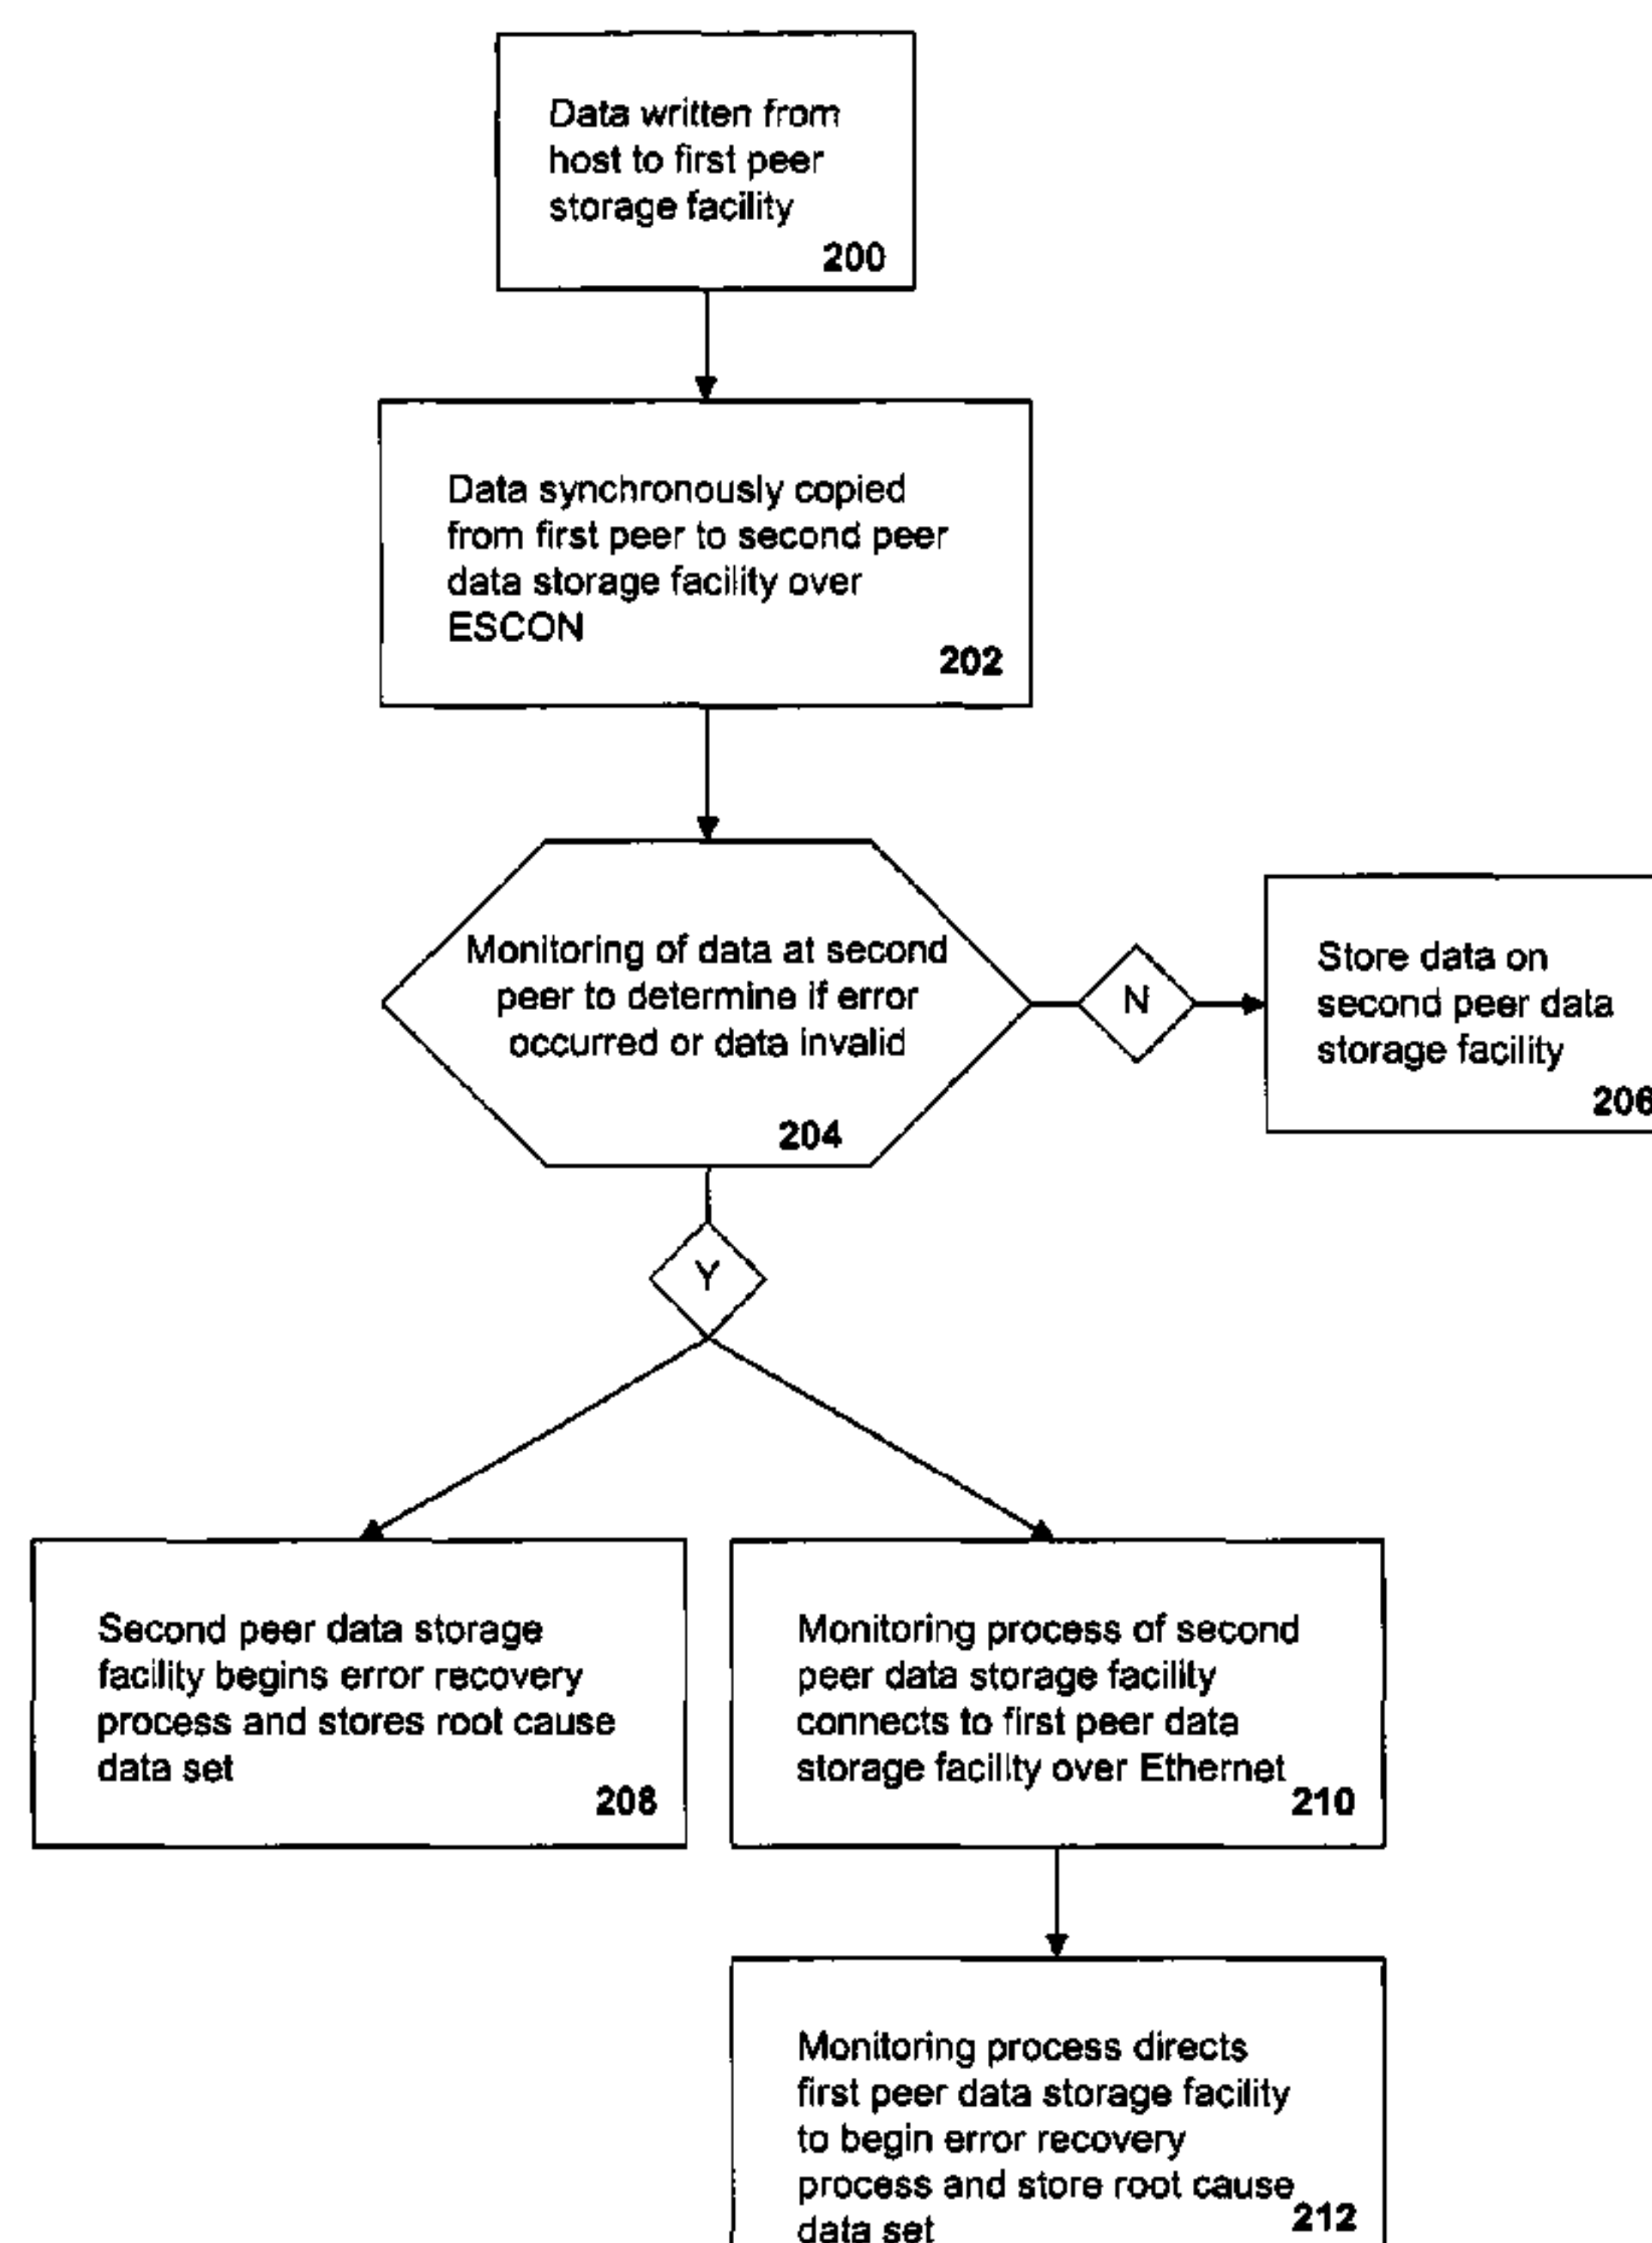 Data written from
host to first peer
storage facility
200
Data synchronously copied
from first peer to second peer
data storage facility over
ESCON
202
Monitoring of data at second
peer to determine if error
occurred or data invalid
204
N
Store data on
second peer data
storage facility
206
Y
Second peer data storage
facility begins error recovery
process and stores root cause
data set
208
Monitoring process of second
peer data storage facility
connects to first peer data
storage facility over Ethernet
210
Monitoring process directs
first peer data storage facility
to begin error recovery
process and store root cause
data set
212